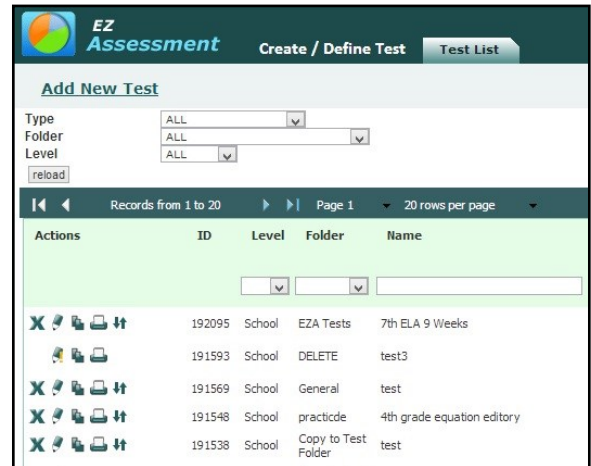 EZ
Assessment
Create / Define Test Test List
Add New Test
Type ALL
Folder ALL
Level ALL
reload
Records from 1 to 20 Page 1 20 rows per page
Actions ID Level Folder Name
192095 School EZA Tests 7th ELA 9 Weeks
191593 School DELETE test3
191569 School General test
191548 School practicde 4th grade equation editory
191538 School Copy to Test Folder test